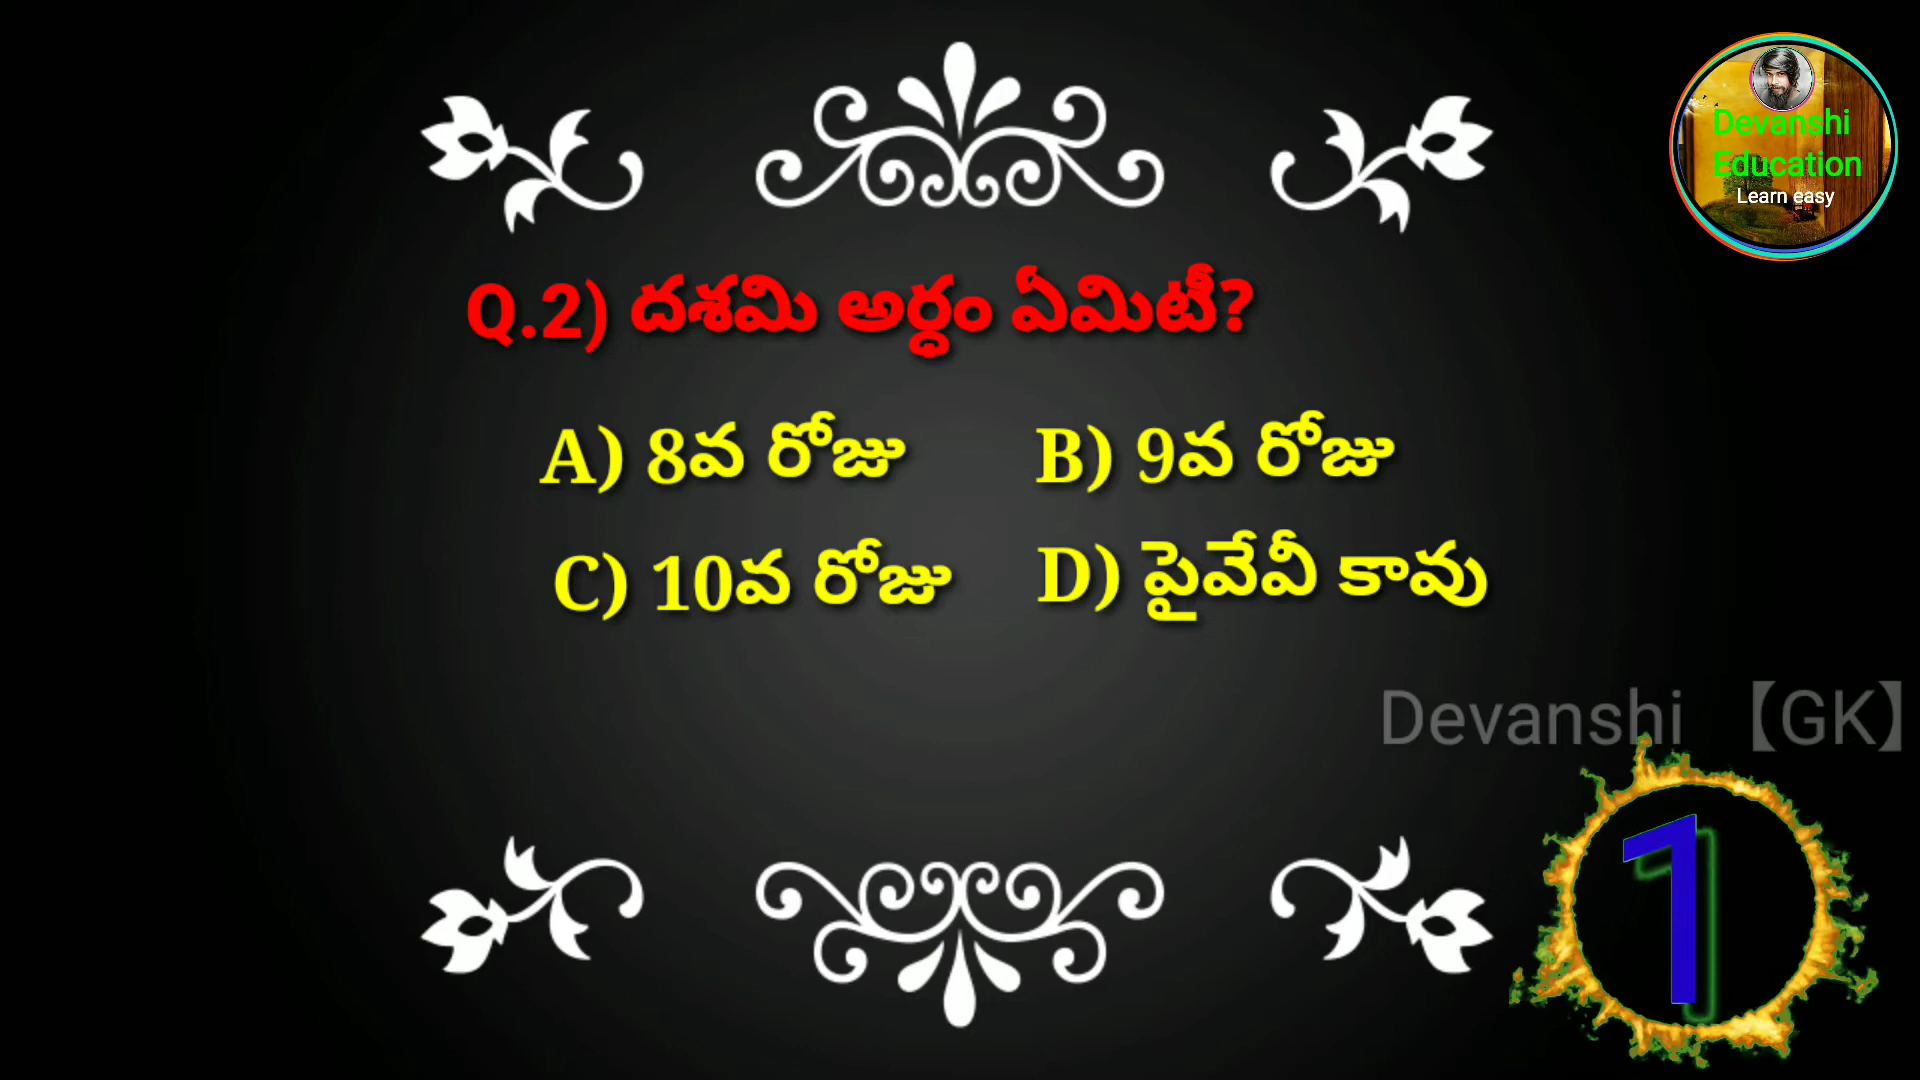 Devanshi
Education
Learn easy
Q.2) దశమి అర్ధం ఏమిటీ?
A) 8వ రోజు
B) 9వ రోజు
C) 10వ రోజు
D) పైవేవీ కావు
Devanshi 【GK】
1